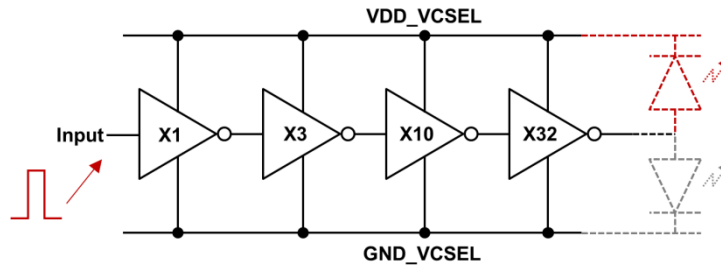 VDD_VCSEL
Input
X1
X3
X10
X32
GND_VCSEL